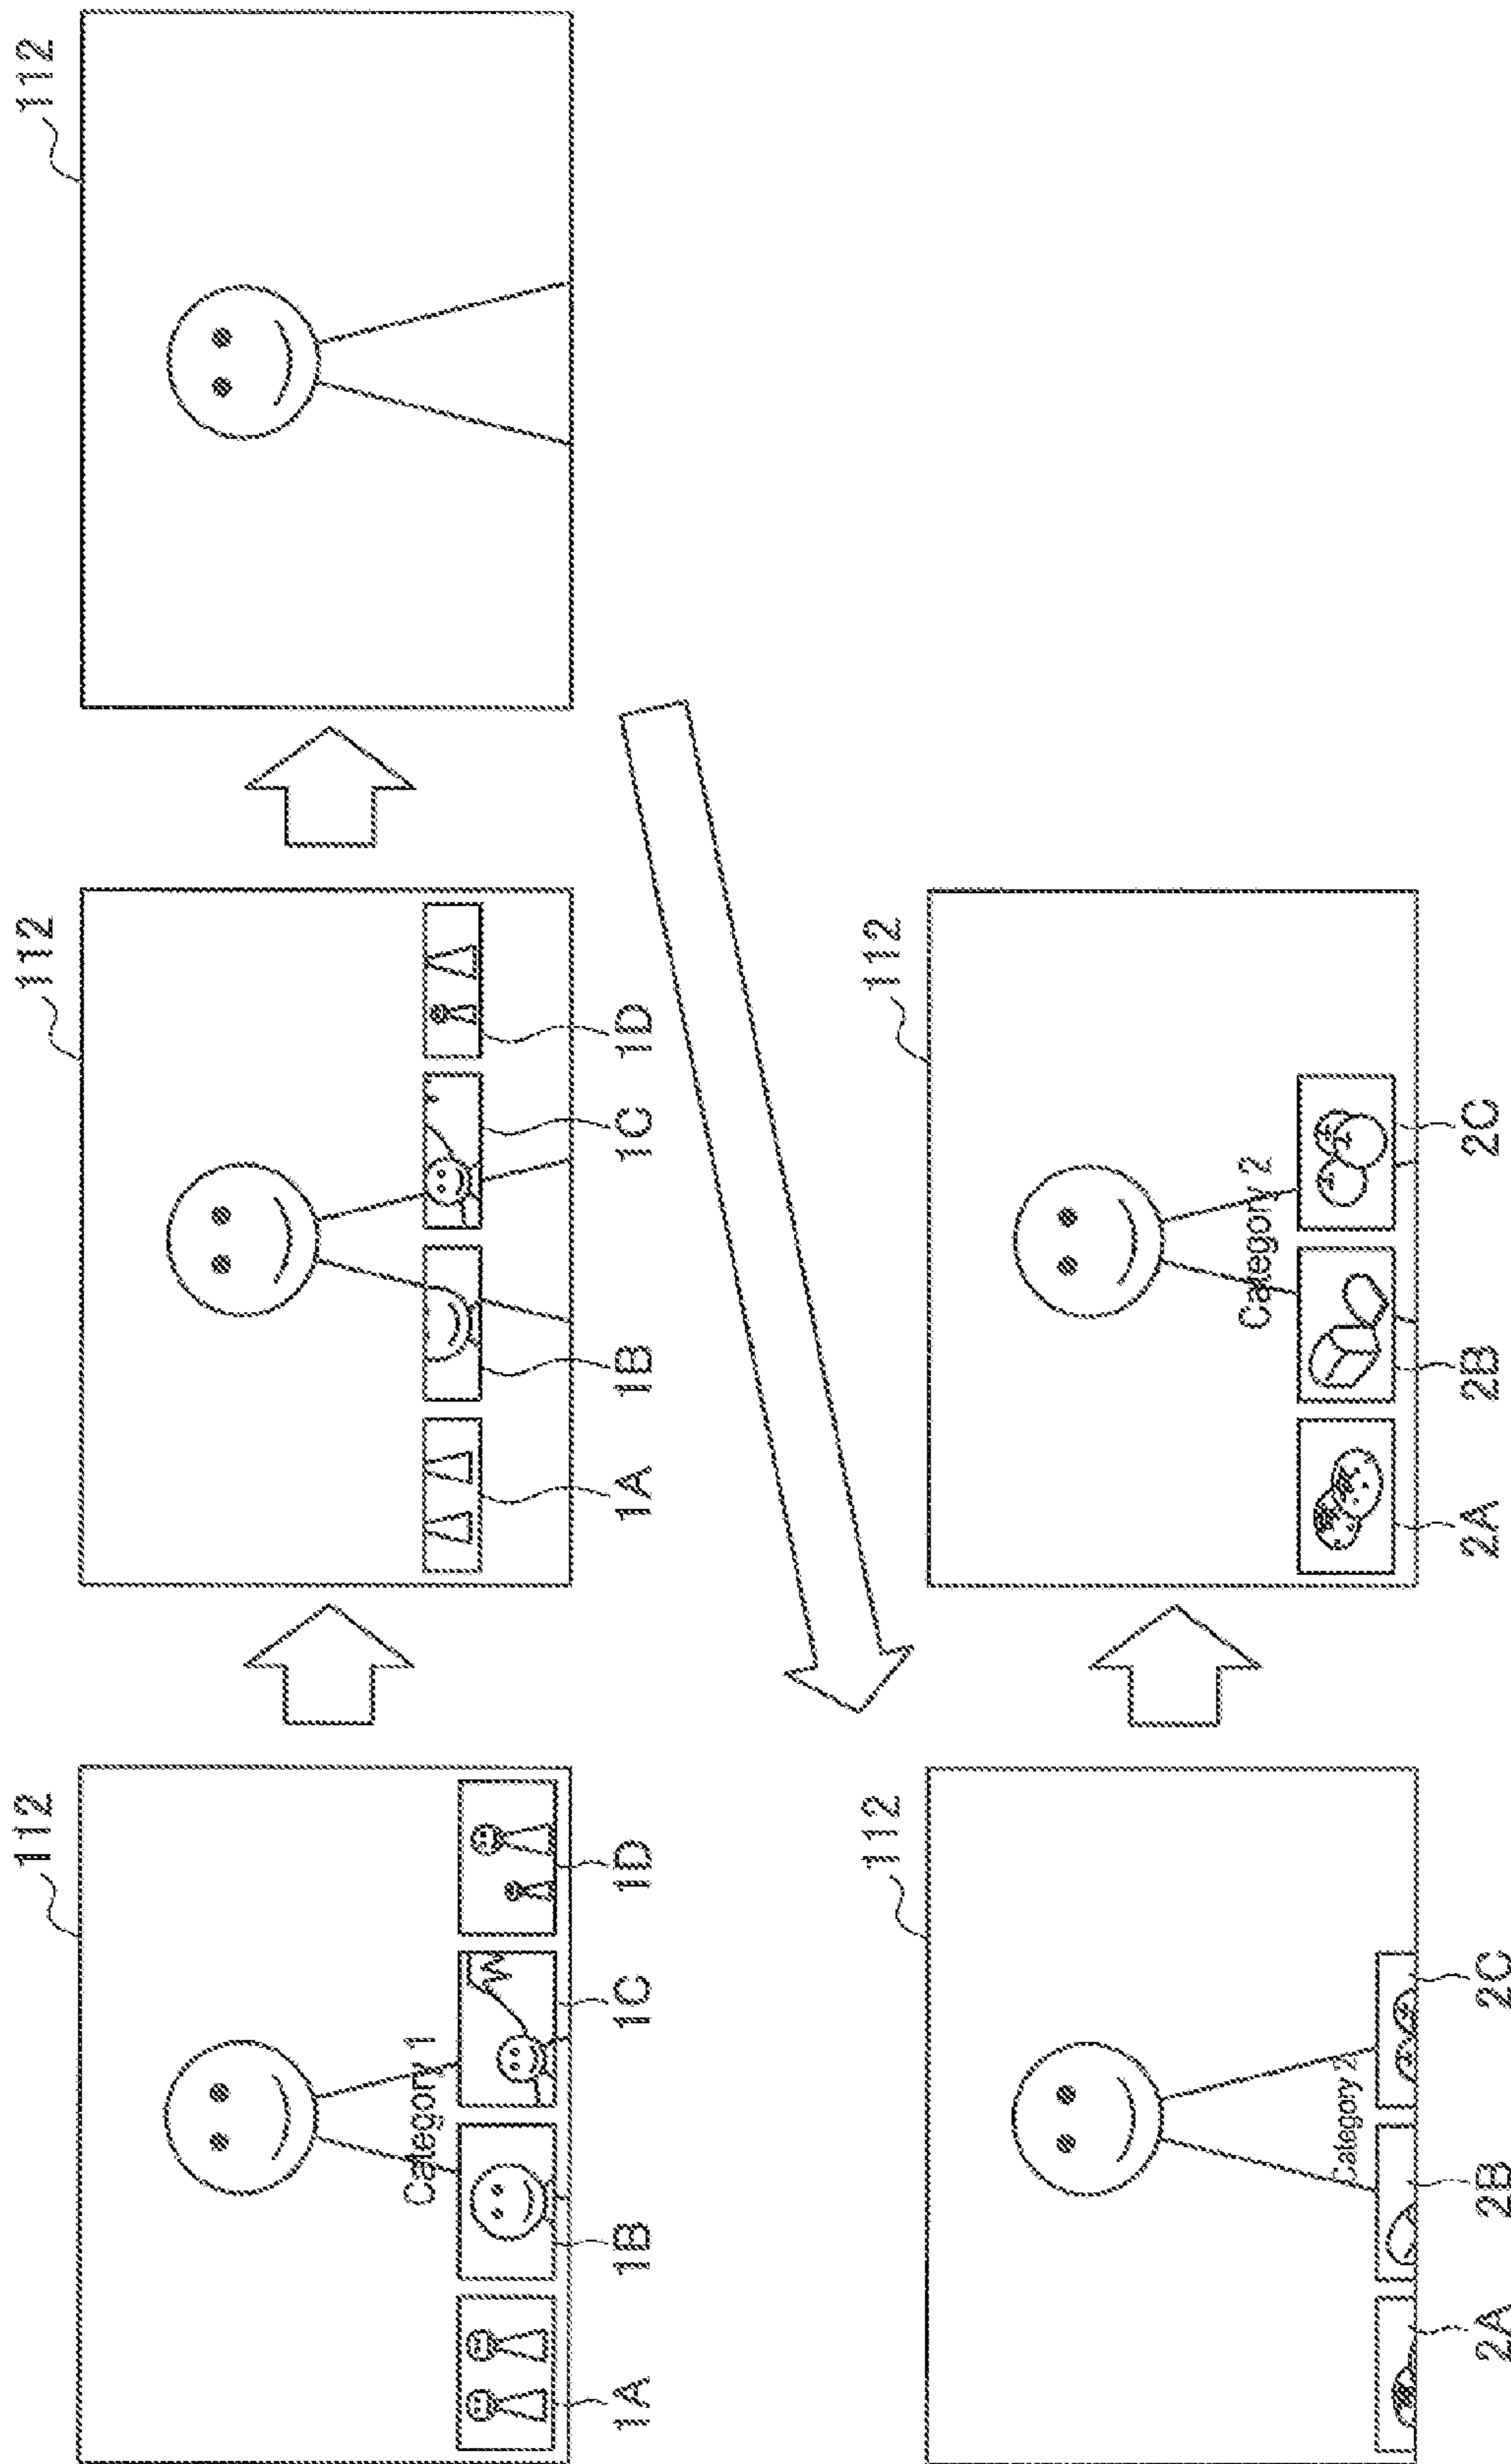 112 112 112
Category 1
1A 1B 1C 1D 1A 1B 1C 1D
112 112
Category 2
Category 2
2A 2B 2C 2A 2B 2C